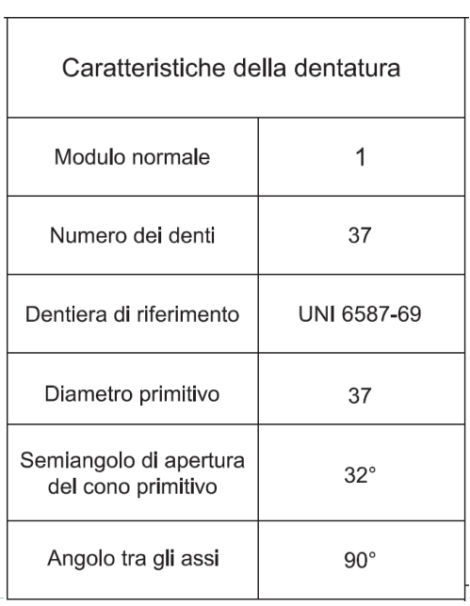 Caratteristiche della dentatura
Modulo normale 1
Numero dei denti 37
Dentiera di riferimento UNI 6587-69
Diametro primitivo 37
Semiangolo di apertura
del cono primitivo 32°
Angolo tra gli assi 90°